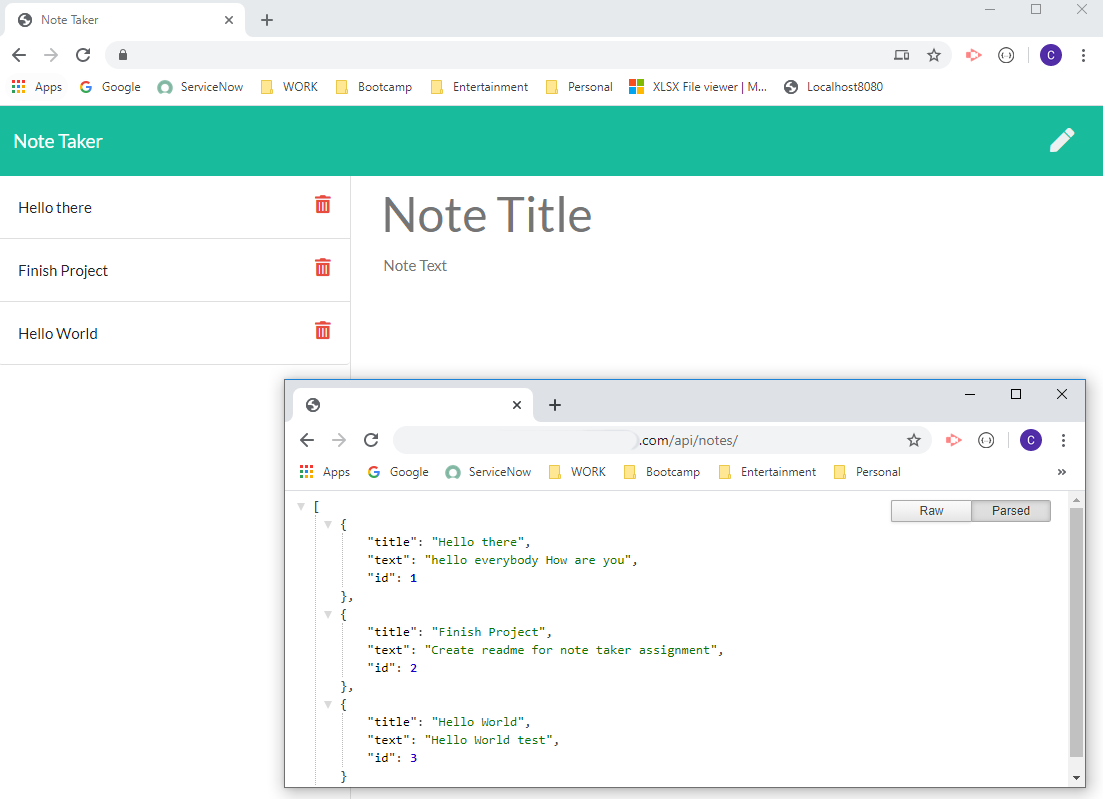 Note Taker
Apps Google ServiceNow WORK Bootcamp Entertainment Personal XLSX File viewer | M... Localhost8080
C
Note Taker
Hello there
Finish Project
Hello World
Note Title
Note Text
.com/api/notes/
C
Apps Google ServiceNow WORK Bootcamp Entertainment Personal »
Raw Parsed
[
{
"title": "Hello there",
"text": "hello everybody How are you",
"id": 1
},
{
"title": "Finish Project",
"text": "Create readme for note taker assignment",
"id": 2
},
{
"title": "Hello World",
"text": "Hello World test",
"id": 3
}